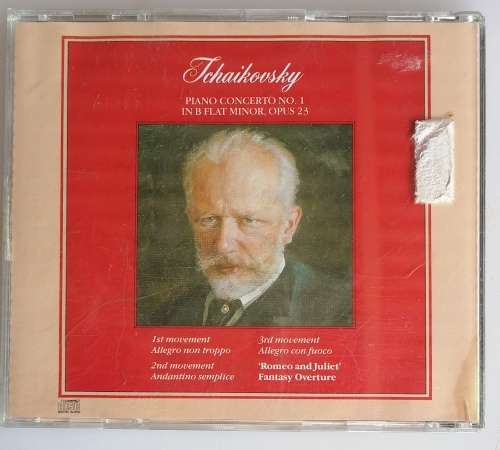 Tchaikovsky
PIANO CONCERTO NO. 1
IN B FLAT MINOR, OPUS 23
1st movement
Allegro non troppo
2nd movement
Andantino semplice
3rd movement
Allegro con fuoco
'Romeo and Juliet'
Fantasy Overture